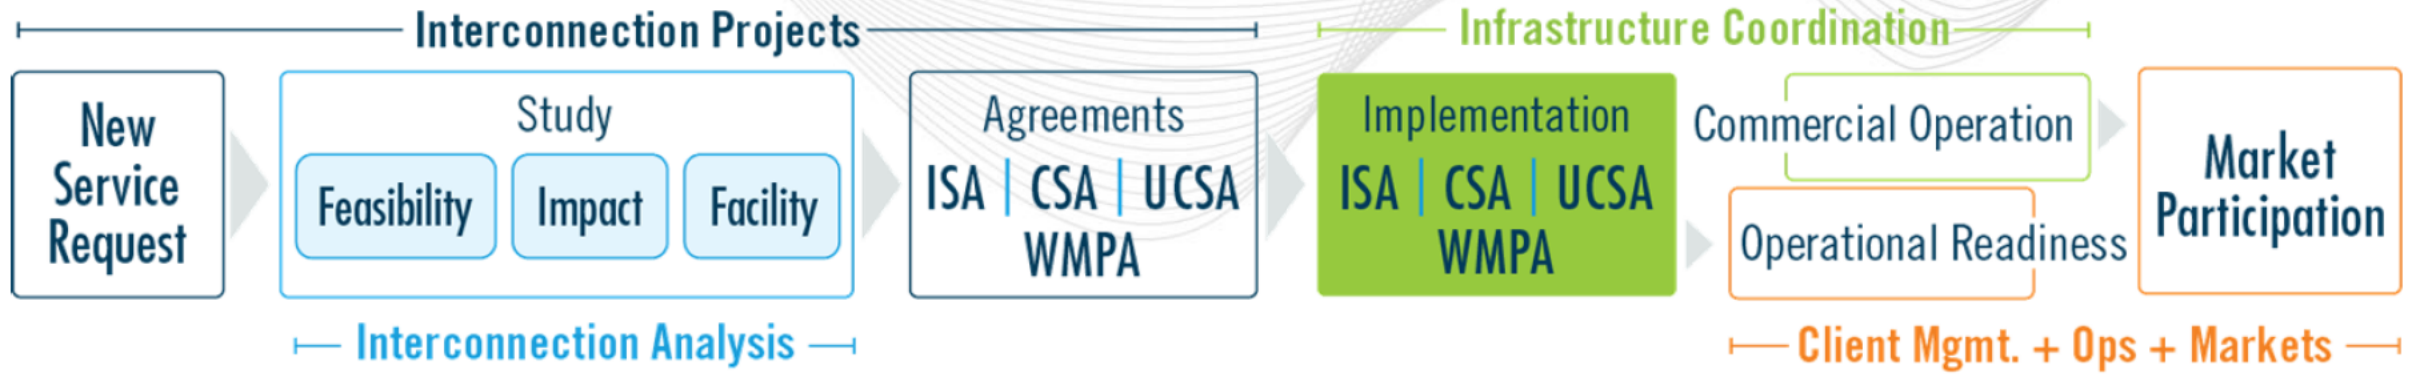 Interconnection Projects
Infrastructure Coordination
New
Service
Request
Study
Feasibility
Impact
Facility
Agreements
ISA | CSA | UCSA
WMPA
Implementation
ISA | CSA | UCSA
WMPA
Commercial Operation
Operational Readiness
Market
Participation
Interconnection Analysis
Client Mgmt. + Ops + Markets